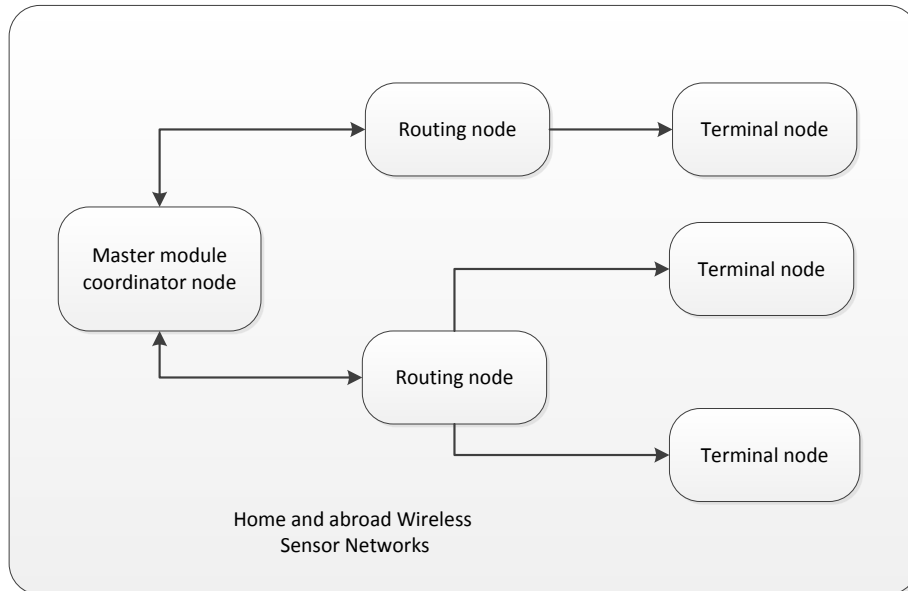 Routing node
Terminal node
Master module
coordinator node
Terminal node
Routing node
Terminal node
Home and abroad Wireless
Sensor Networks